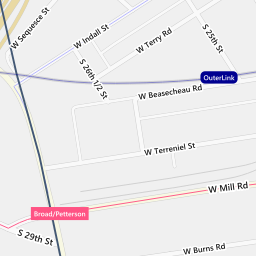 W Sequesce St
W Indall St
W Terry Rd
S 25th St
S 26th 1/2 St
OuterLink
W Beasecheau Rd
W Terreniel St
W Mill Rd
Broad/Petterson
S 29th St
W Burns Rd